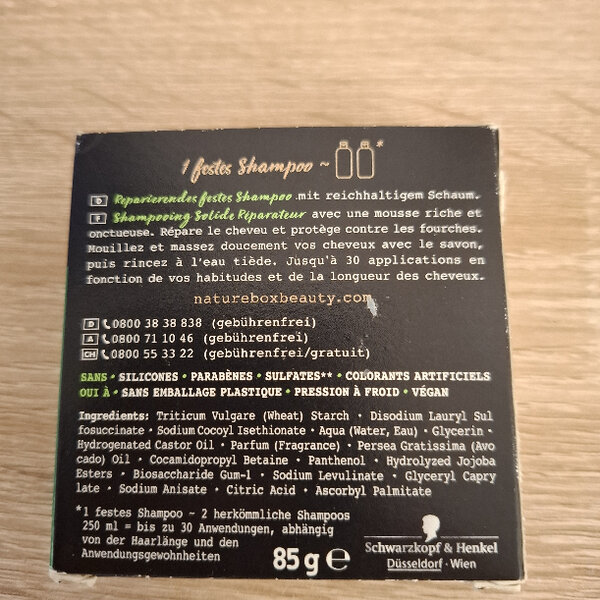 1 festes Shampoo ~ *
D Reparierendes festes Shampoo mit reichhaltigem Schaum.
F Shampooing Solide Réparateur avec une mousse riche et
onctueuse. Répare le cheveu et protège contre les fourches.
Mouillez et massez doucement vos cheveux avec le savon,
puis rincez à l'eau tiède. Jusqu'à 30 applications en
fonction de vos habitudes et de la longueur des cheveux.
natureboxbeauty.com
D 0800 38 38 838 (gebührenfrei)
A 0800 71 10 46 (gebührenfrei)
CH 0800 55 33 22 (gebührenfrei/gratuit)
SANS • SILICONES • PARABÈNES • SULFATES** • COLORANTS ARTIFICIELS
OUI À • SANS EMBALLAGE PLASTIQUE • PRESSION À FROID • VÉGAN
Ingredients: Triticum Vulgare (Wheat) Starch • Disodium Lauryl Sul
fosuccinate • Sodium Cocoyl Isethionate • Aqua (Water, Eau) • Glycerin •
Hydrogenated Castor Oil • Parfum (Fragrance) • Persea Gratissima (Avo
cado) Oil • Cocamidopropyl Betaine • Panthenol • Hydrolyzed Jojoba
Esters • Biosaccharide Gum-1 • Sodium Levulinate • Glyceryl Capry
late • Sodium Anisate • Citric Acid • Ascorbyl Palmitate
*1 festes Shampoo ~ 2 herkömmliche Shampoos
250 ml = bis zu 30 Anwendungen, abhängig
von der Haarlänge und den
Anwendungsgewohnheiten
85 g e
Schwarzkopf & Henkel
Düsseldorf · Wien